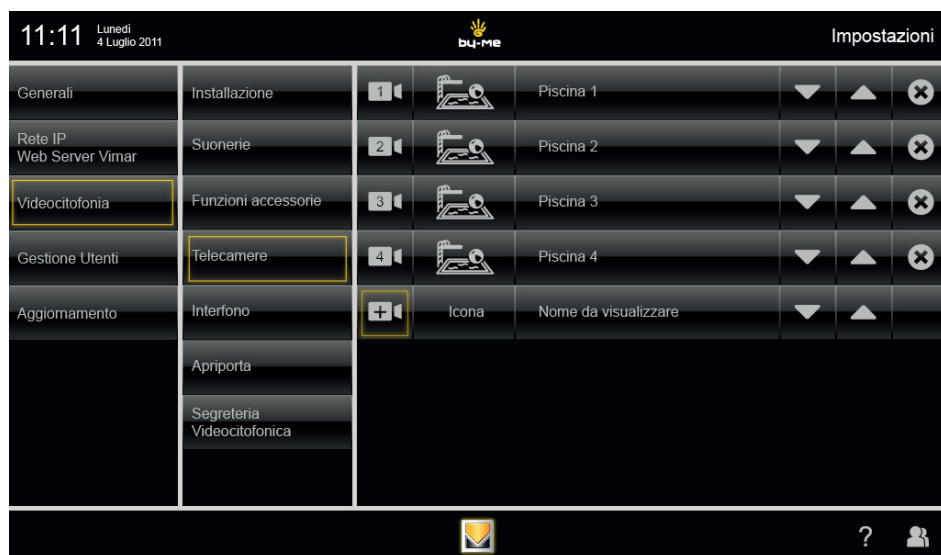 11:11
Lunedì
4 Luglio 2011
by-me
Impostazioni
Generali
Rete IP
Web Server Vimar
Videocitofonia
Gestione Utenti
Aggiornamento
Installazione
Suonerie
Funzioni accessorie
Telecamere
Interfono
Apriporta
Segreteria
Videocitofonica
1 Piscina 1
2 Piscina 2
3 Piscina 3
4 Piscina 4
+ Icona Nome da visualizzare
?